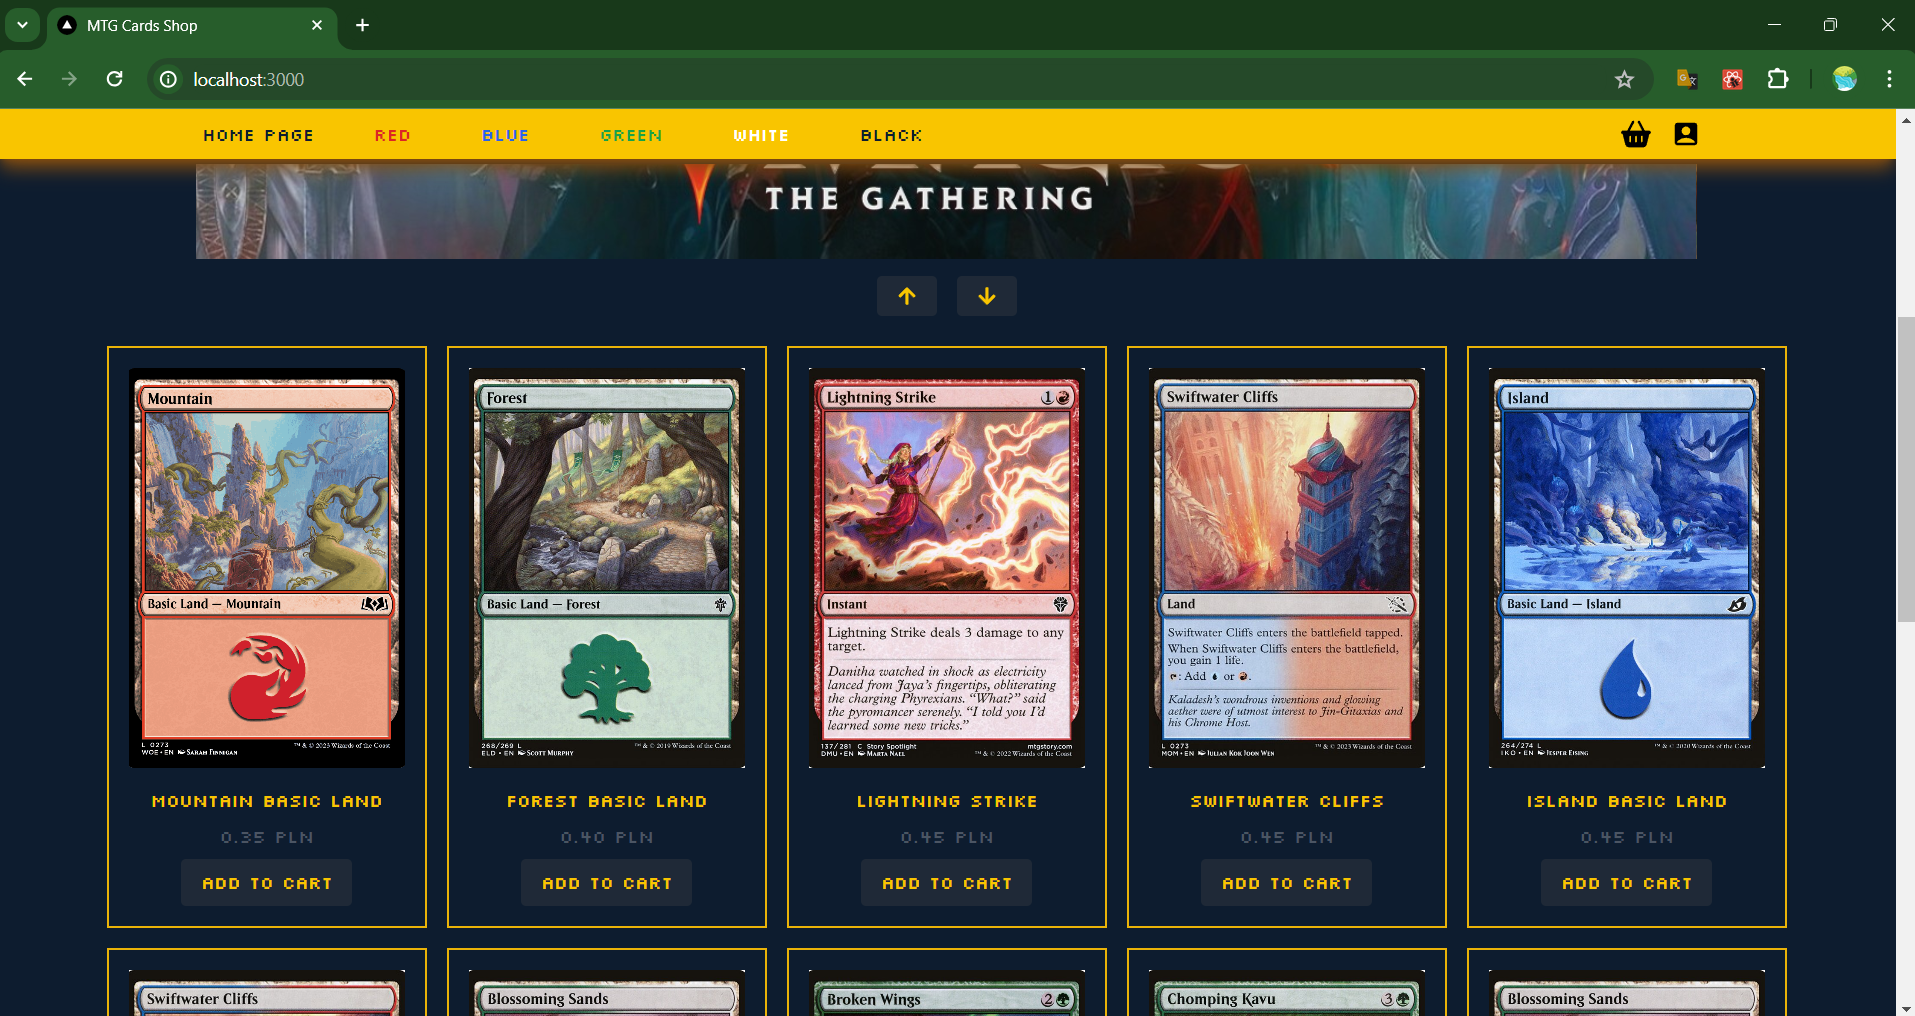 MTG Cards Shop
localhost:3000
HOME PAGE
RED
BLUE
GREEN
WHITE
BLACK
THE GATHERING
Mountain
Basic Land — Mountain
L 0273
WOE • EN SARAH FINNIGAN
™ & © 2023 Wizards of the Coast
MOUNTAIN BASIC LAND
0.35 PLN
ADD TO CART
Forest
Basic Land — Forest
268/269 L
ELD • EN SCOTT MURPHY
™ & © 2019 Wizards of the Coast
FOREST BASIC LAND
0.40 PLN
ADD TO CART
Lightning Strike
1
Instant
Lightning Strike deals 3 damage to any
target.
Danitha watched in shock as electricity
lanced from Jaya's fingertips, obliterating
the charging Phyrexians. “What?” said
the pyromancer serenely. “I told you I'd
learned some new tricks.”
137/281 C Story Spotlight
DMU • EN MARTA NAEL
mtgstory.com
™ & © 2022 Wizards of the Coast
LIGHTNING STRIKE
0.45 PLN
ADD TO CART
Swiftwater Cliffs
Land
Swiftwater Cliffs enters the battlefield tapped.
When Swiftwater Cliffs enters the battlefield,
you gain 1 life.
: Add or .
Kaladesh's wondrous inventions and glowing
aether were of utmost interest to Jin-Gitaxias and
his Chrome Host.
L 0273
MOM • EN JULIAN KOK JOON WEN
™ & © 2023 Wizards of the Coast
SWIFTWATER CLIFFS
0.45 PLN
ADD TO CART
Island
Basic Land — Island
264/274 L
IKO • EN JESPER EJSING
™ & © 2020 Wizards of the Coast
ISLAND BASIC LAND
0.45 PLN
ADD TO CART
Swiftwater Cliffs
Blossoming Sands
Broken Wings
2
Chomping Kavu
3
Blossoming Sands